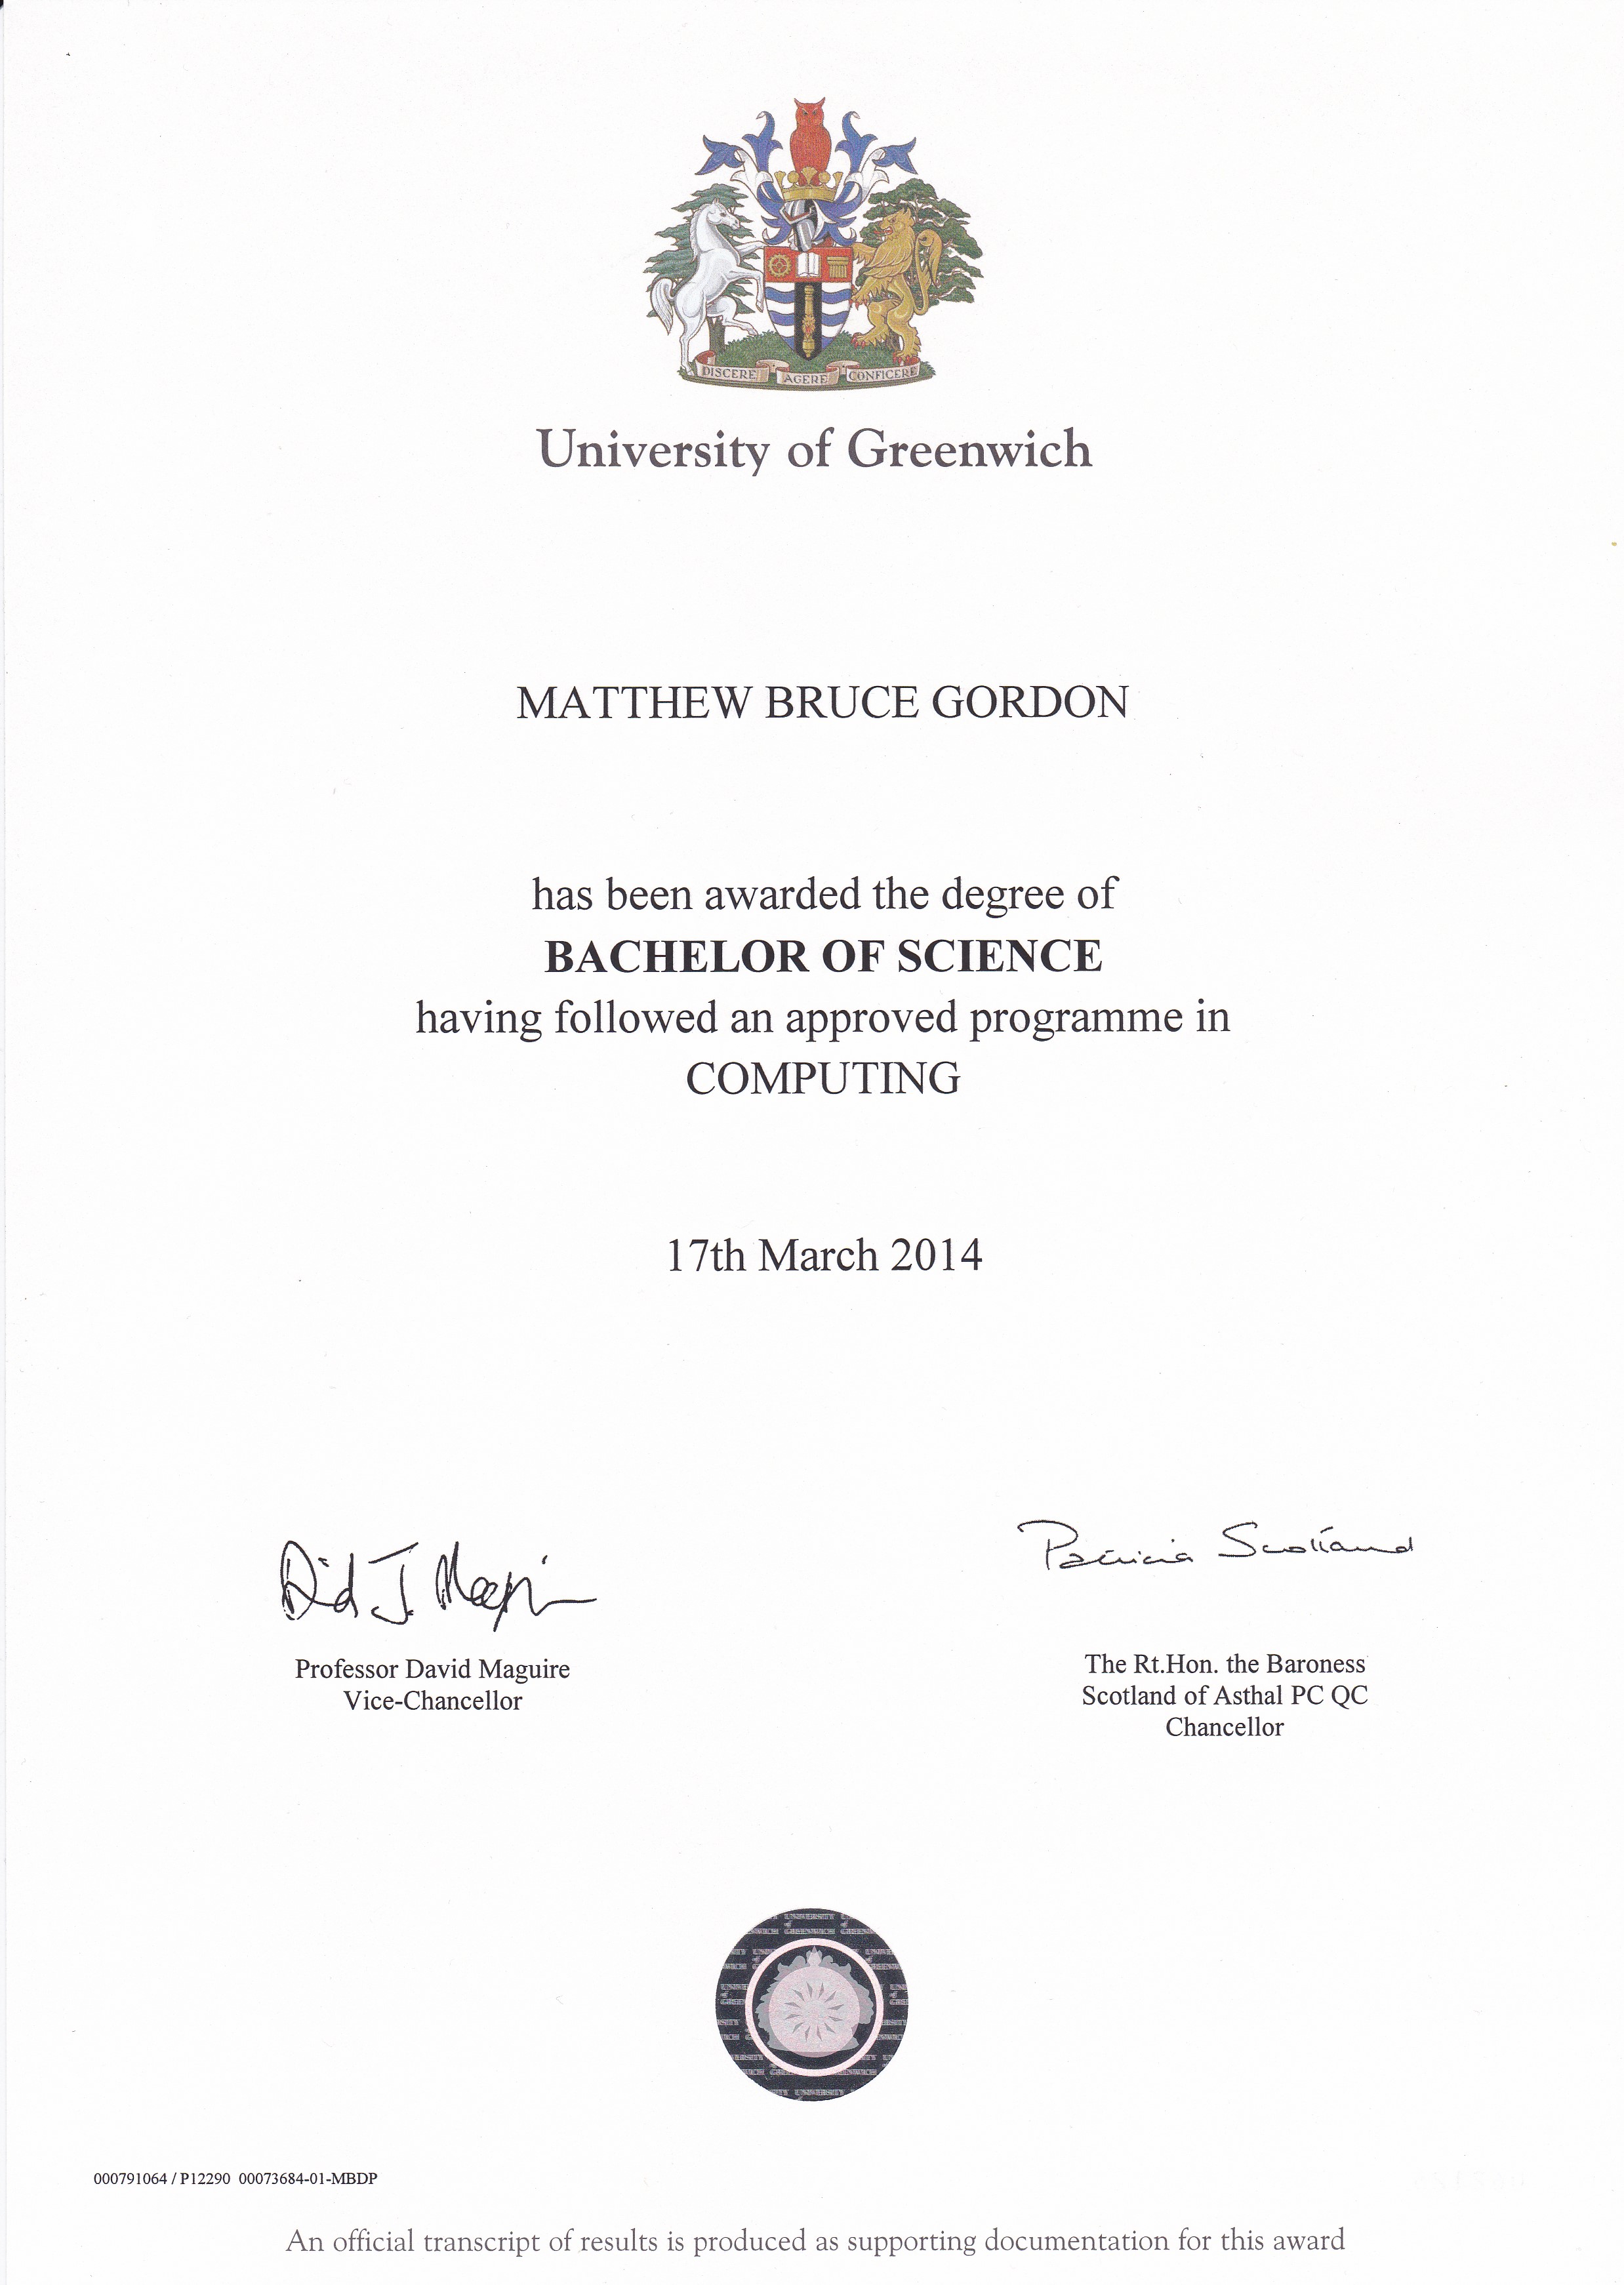 DISCERE AGERE CONFICERE
University of Greenwich
MATTHEW BRUCE GORDON
has been awarded the degree of
BACHELOR OF SCIENCE
having followed an approved programme in
COMPUTING
17th March 2014
Patricia Scotland
Professor David Maguire
Vice-Chancellor
The Rt.Hon. the Baroness
Scotland of Asthal PC QC
Chancellor
UNIVERSITY
of
GREENWICH
000791064 / P12290 00073684-01-MBDP
An official transcript of results is produced as supporting documentation for this award